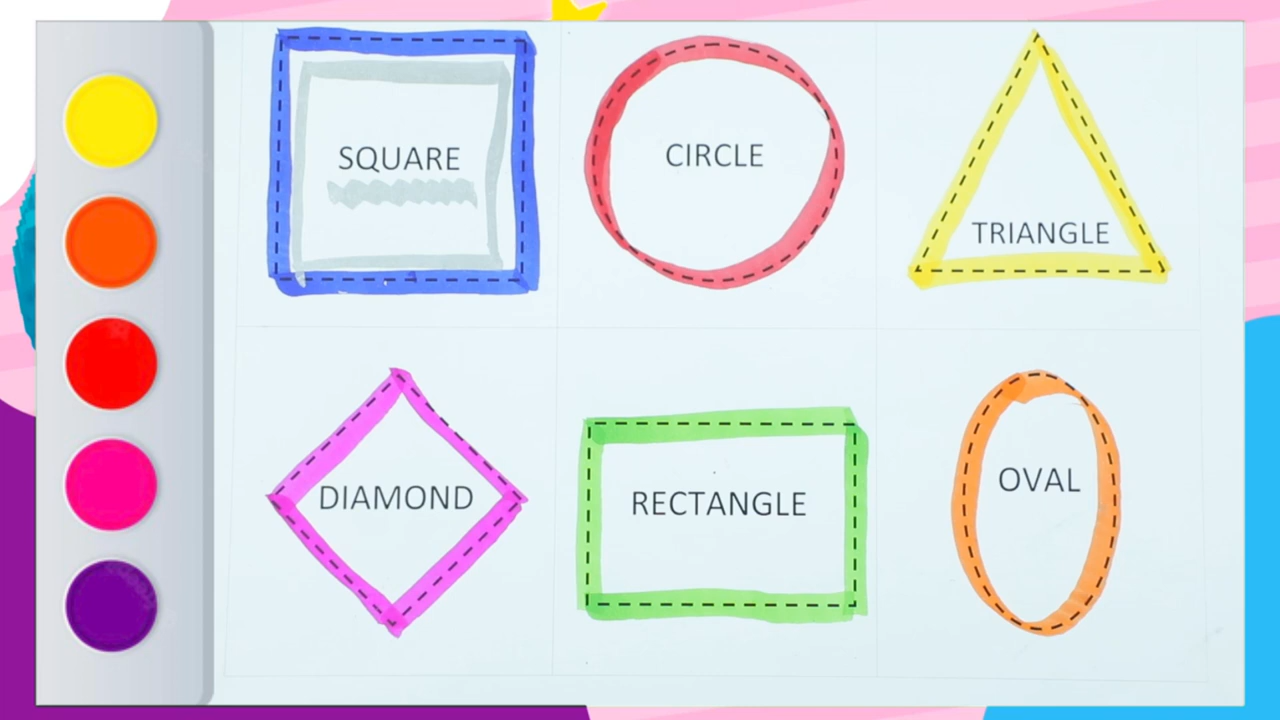 SQUARE
CIRCLE
TRIANGLE
DIAMOND
RECTANGLE
OVAL